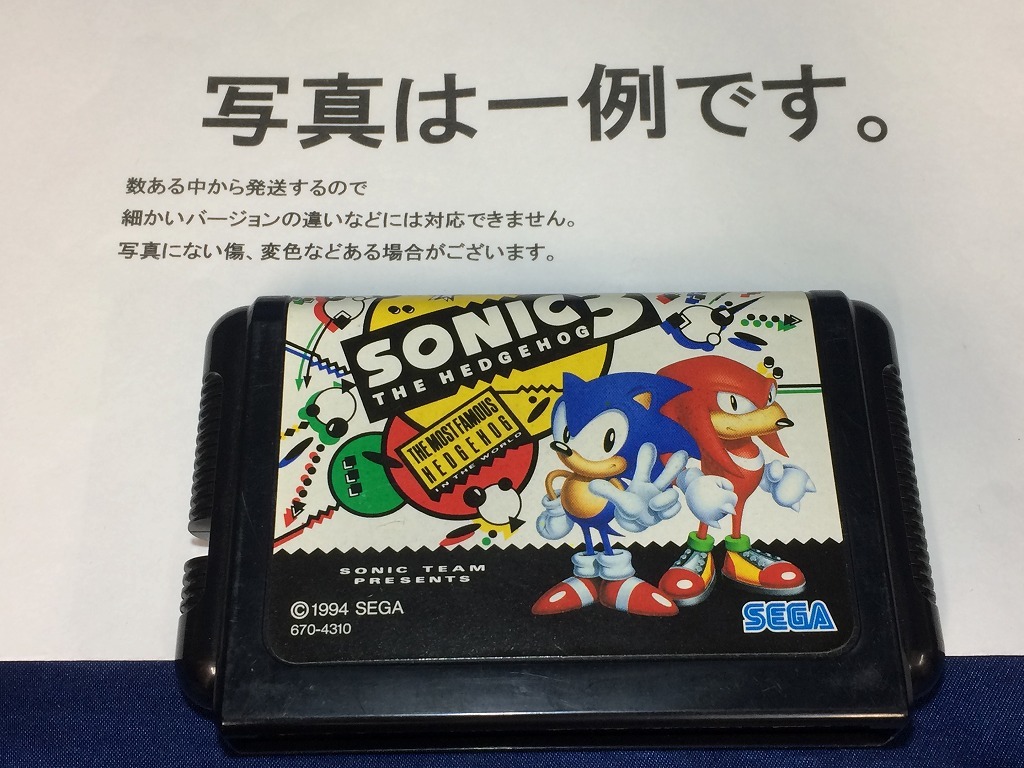 写真は一例です。
数ある中から発送するので
細かいバージョンの違いなどには対応できません。
写真にない傷、変色などある場合がございます。
SONIC 3
THE HEDGEHOG
THE MOST FAMOUS
HEDGEHOG
IN THE WORLD
SONIC TEAM
PRESENTS
©1994 SEGA
670-4310
SEGA